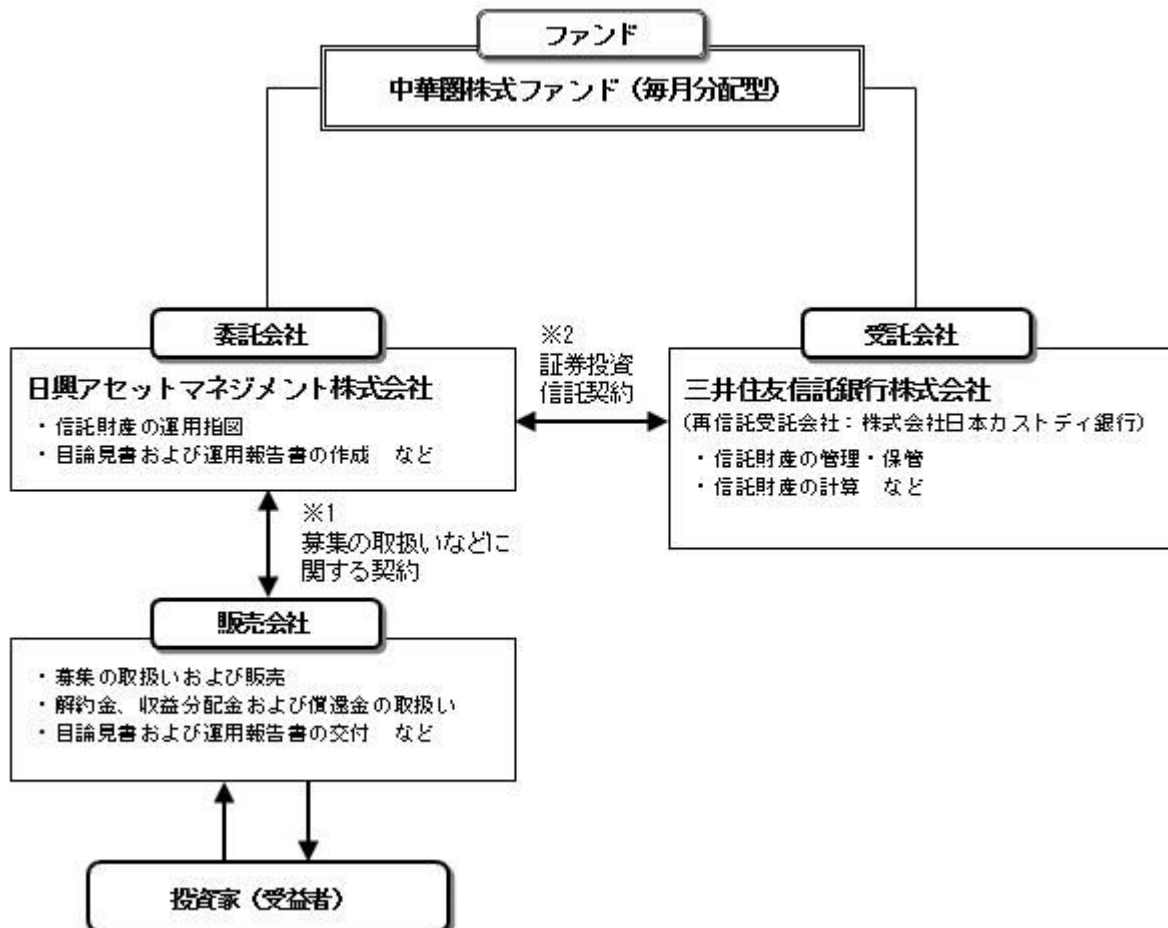 ファンド
中華圏株式ファンド（毎月分配型）
委託会社
日興アセットマネジメント株式会社
・信託財産の運用指図
・目論見書および運用報告書の作成　など
※2
証券投資
信託契約
受託会社
三井住友信託銀行株式会社
(再信託受託会社：株式会社日本カストディ銀行)
・信託財産の管理・保管
・信託財産の計算　など
※1
募集の取扱いなどに
関する契約
販売会社
・募集の取扱いおよび販売
・解約金、収益分配金および償還金の取扱い
・目論見書および運用報告書の交付　など
投資家（受益者）